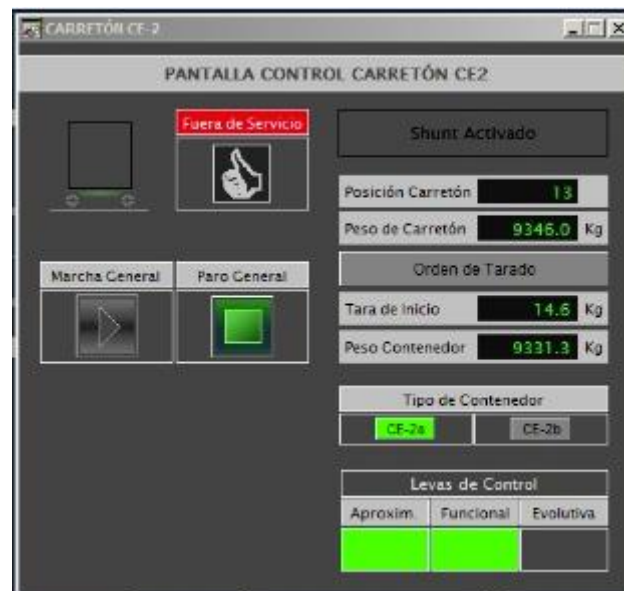 CARRETÓN CE-2
PANTALLA CONTROL CARRETÓN CE2
Fuera de Servicio
Shunt Activado
Posición Carretón 13
Peso de Carretón 9346.0 Kg
Orden de Tarado
Marcha General Paro General
Tara de Inicio 14.6 Kg
Peso Contenedor 9331.3 Kg
Tipo de Contenedor
CE-2a CE-2b
Levas de Control
Aproxim. Funcional Evolutiva